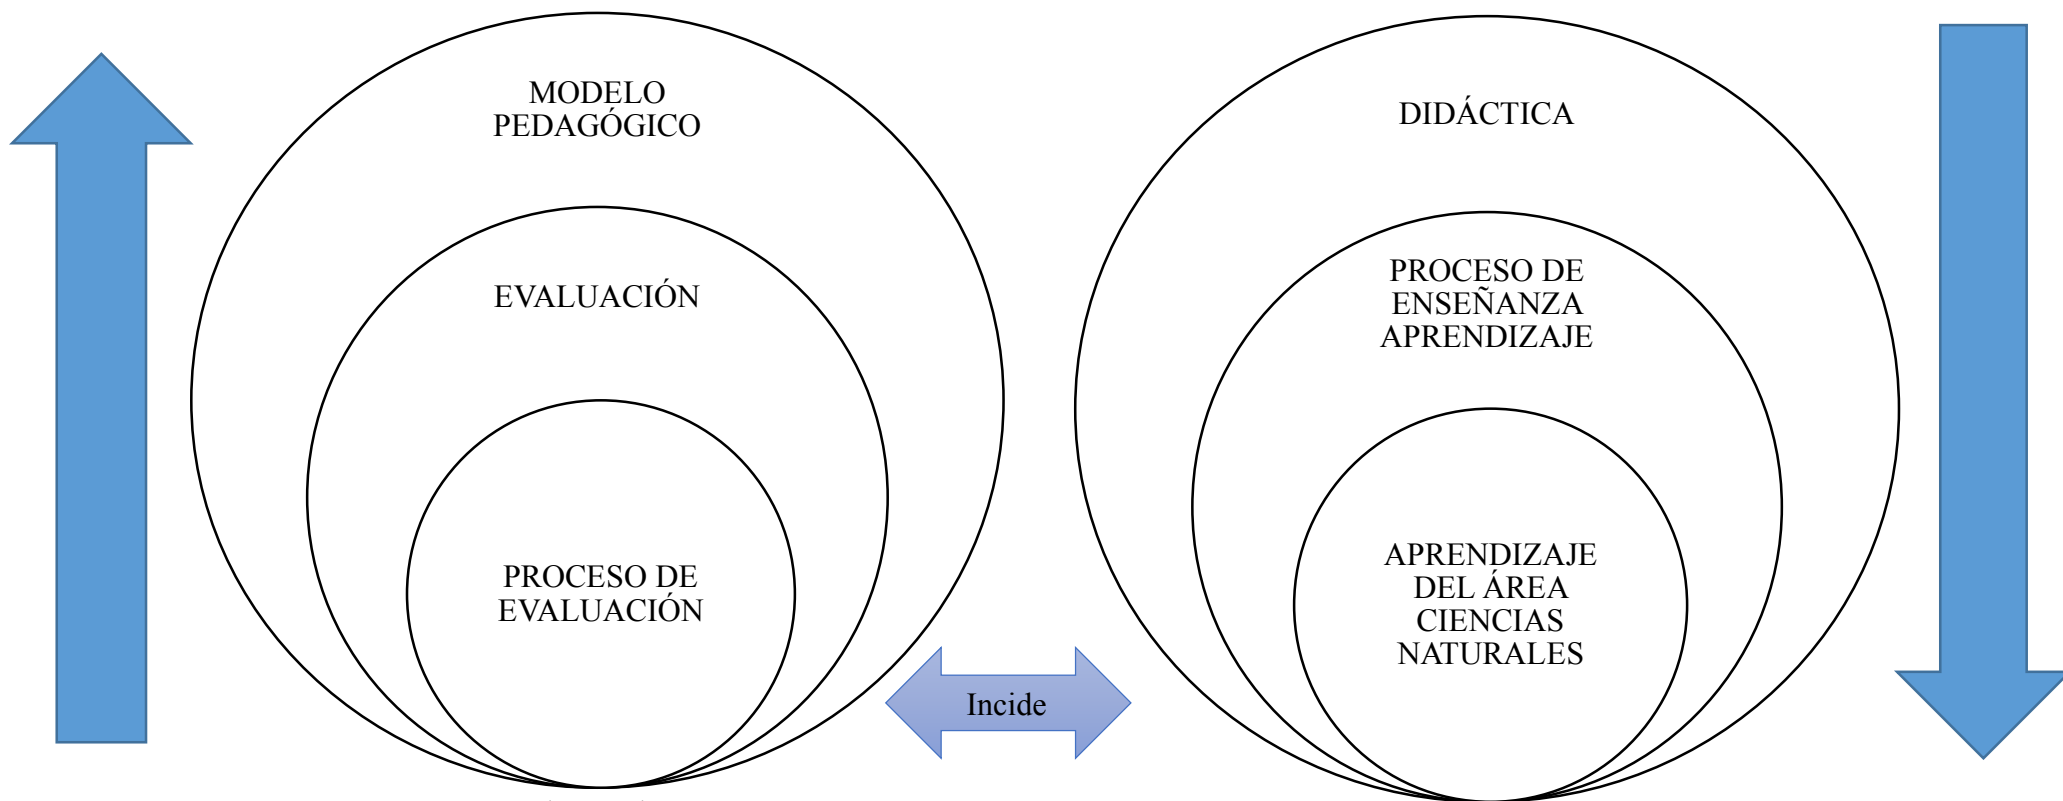 MODELO
PEDAGÓGICO
EVALUACIÓN
PROCESO DE
EVALUACIÓN
DIDÁCTICA
PROCESO DE
ENSEÑANZA
APRENDIZAJE
APRENDIZAJE
DEL ÁREA
CIENCIAS
NATURALES
Incide